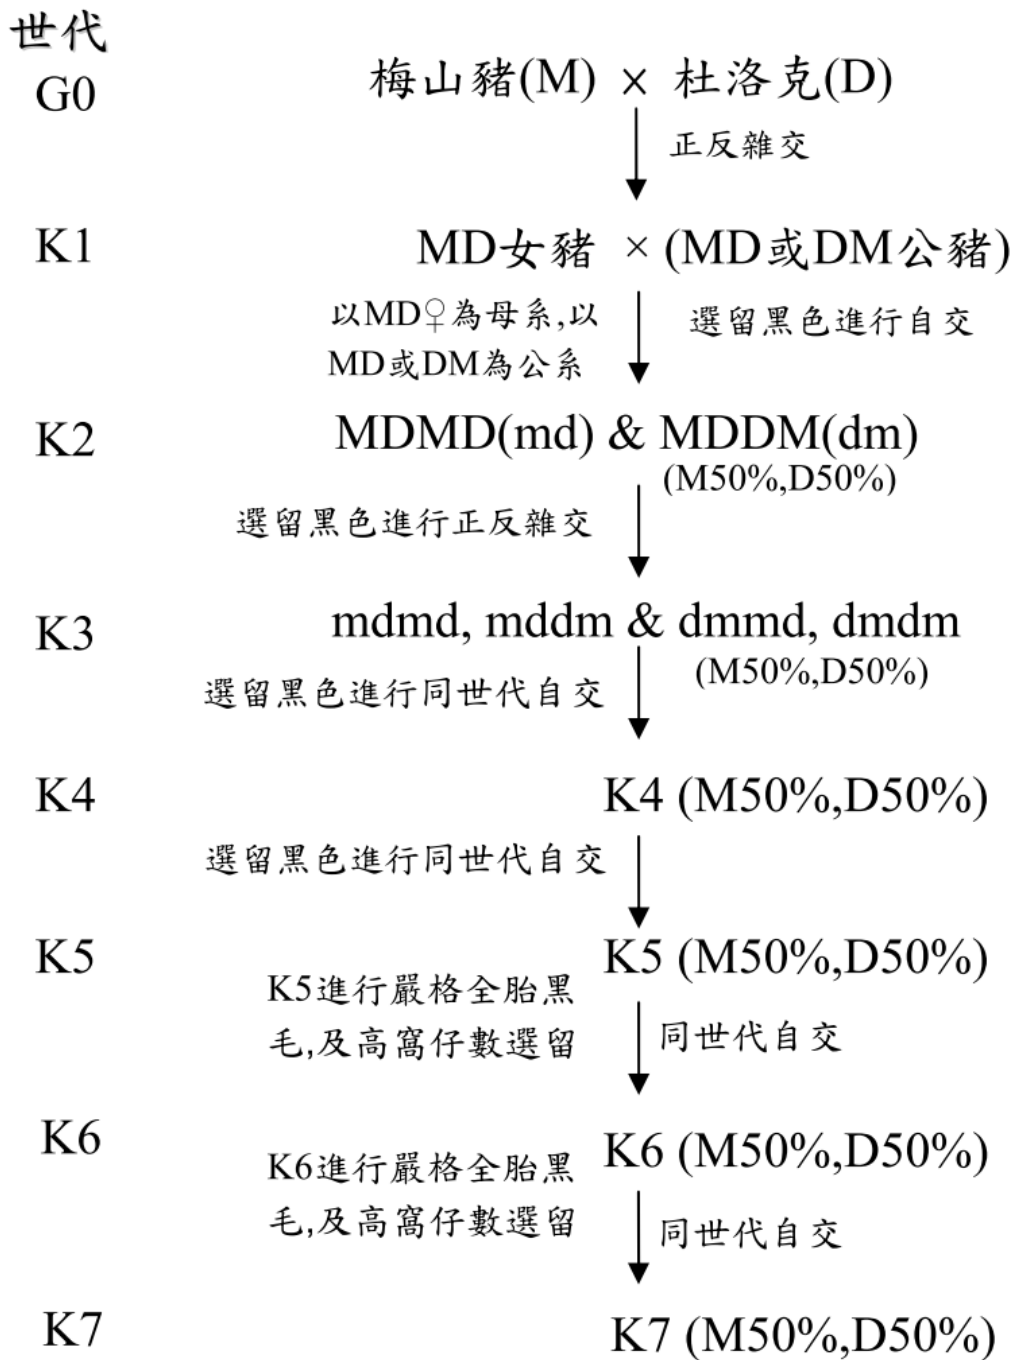 世代
G0
梅山豬(M) × 杜洛克(D)
正反雜交
K1
MD女豬 × (MD或DM公豬)
以MD♀為母系,以
MD或DM為公系
選留黑色進行自交
K2
MDMD(md) & MDDM(dm)
(M50%,D50%)
選留黑色進行正反雜交
K3
mdmd, mddm & dmmd, dmdm
(M50%,D50%)
選留黑色進行同世代自交
K4
K4 (M50%,D50%)
選留黑色進行同世代自交
K5
K5 (M50%,D50%)
K5進行嚴格全胎黑
毛,及高窩仔數選留
同世代自交
K6
K6 (M50%,D50%)
K6進行嚴格全胎黑
毛,及高窩仔數選留
同世代自交
K7
K7 (M50%,D50%)